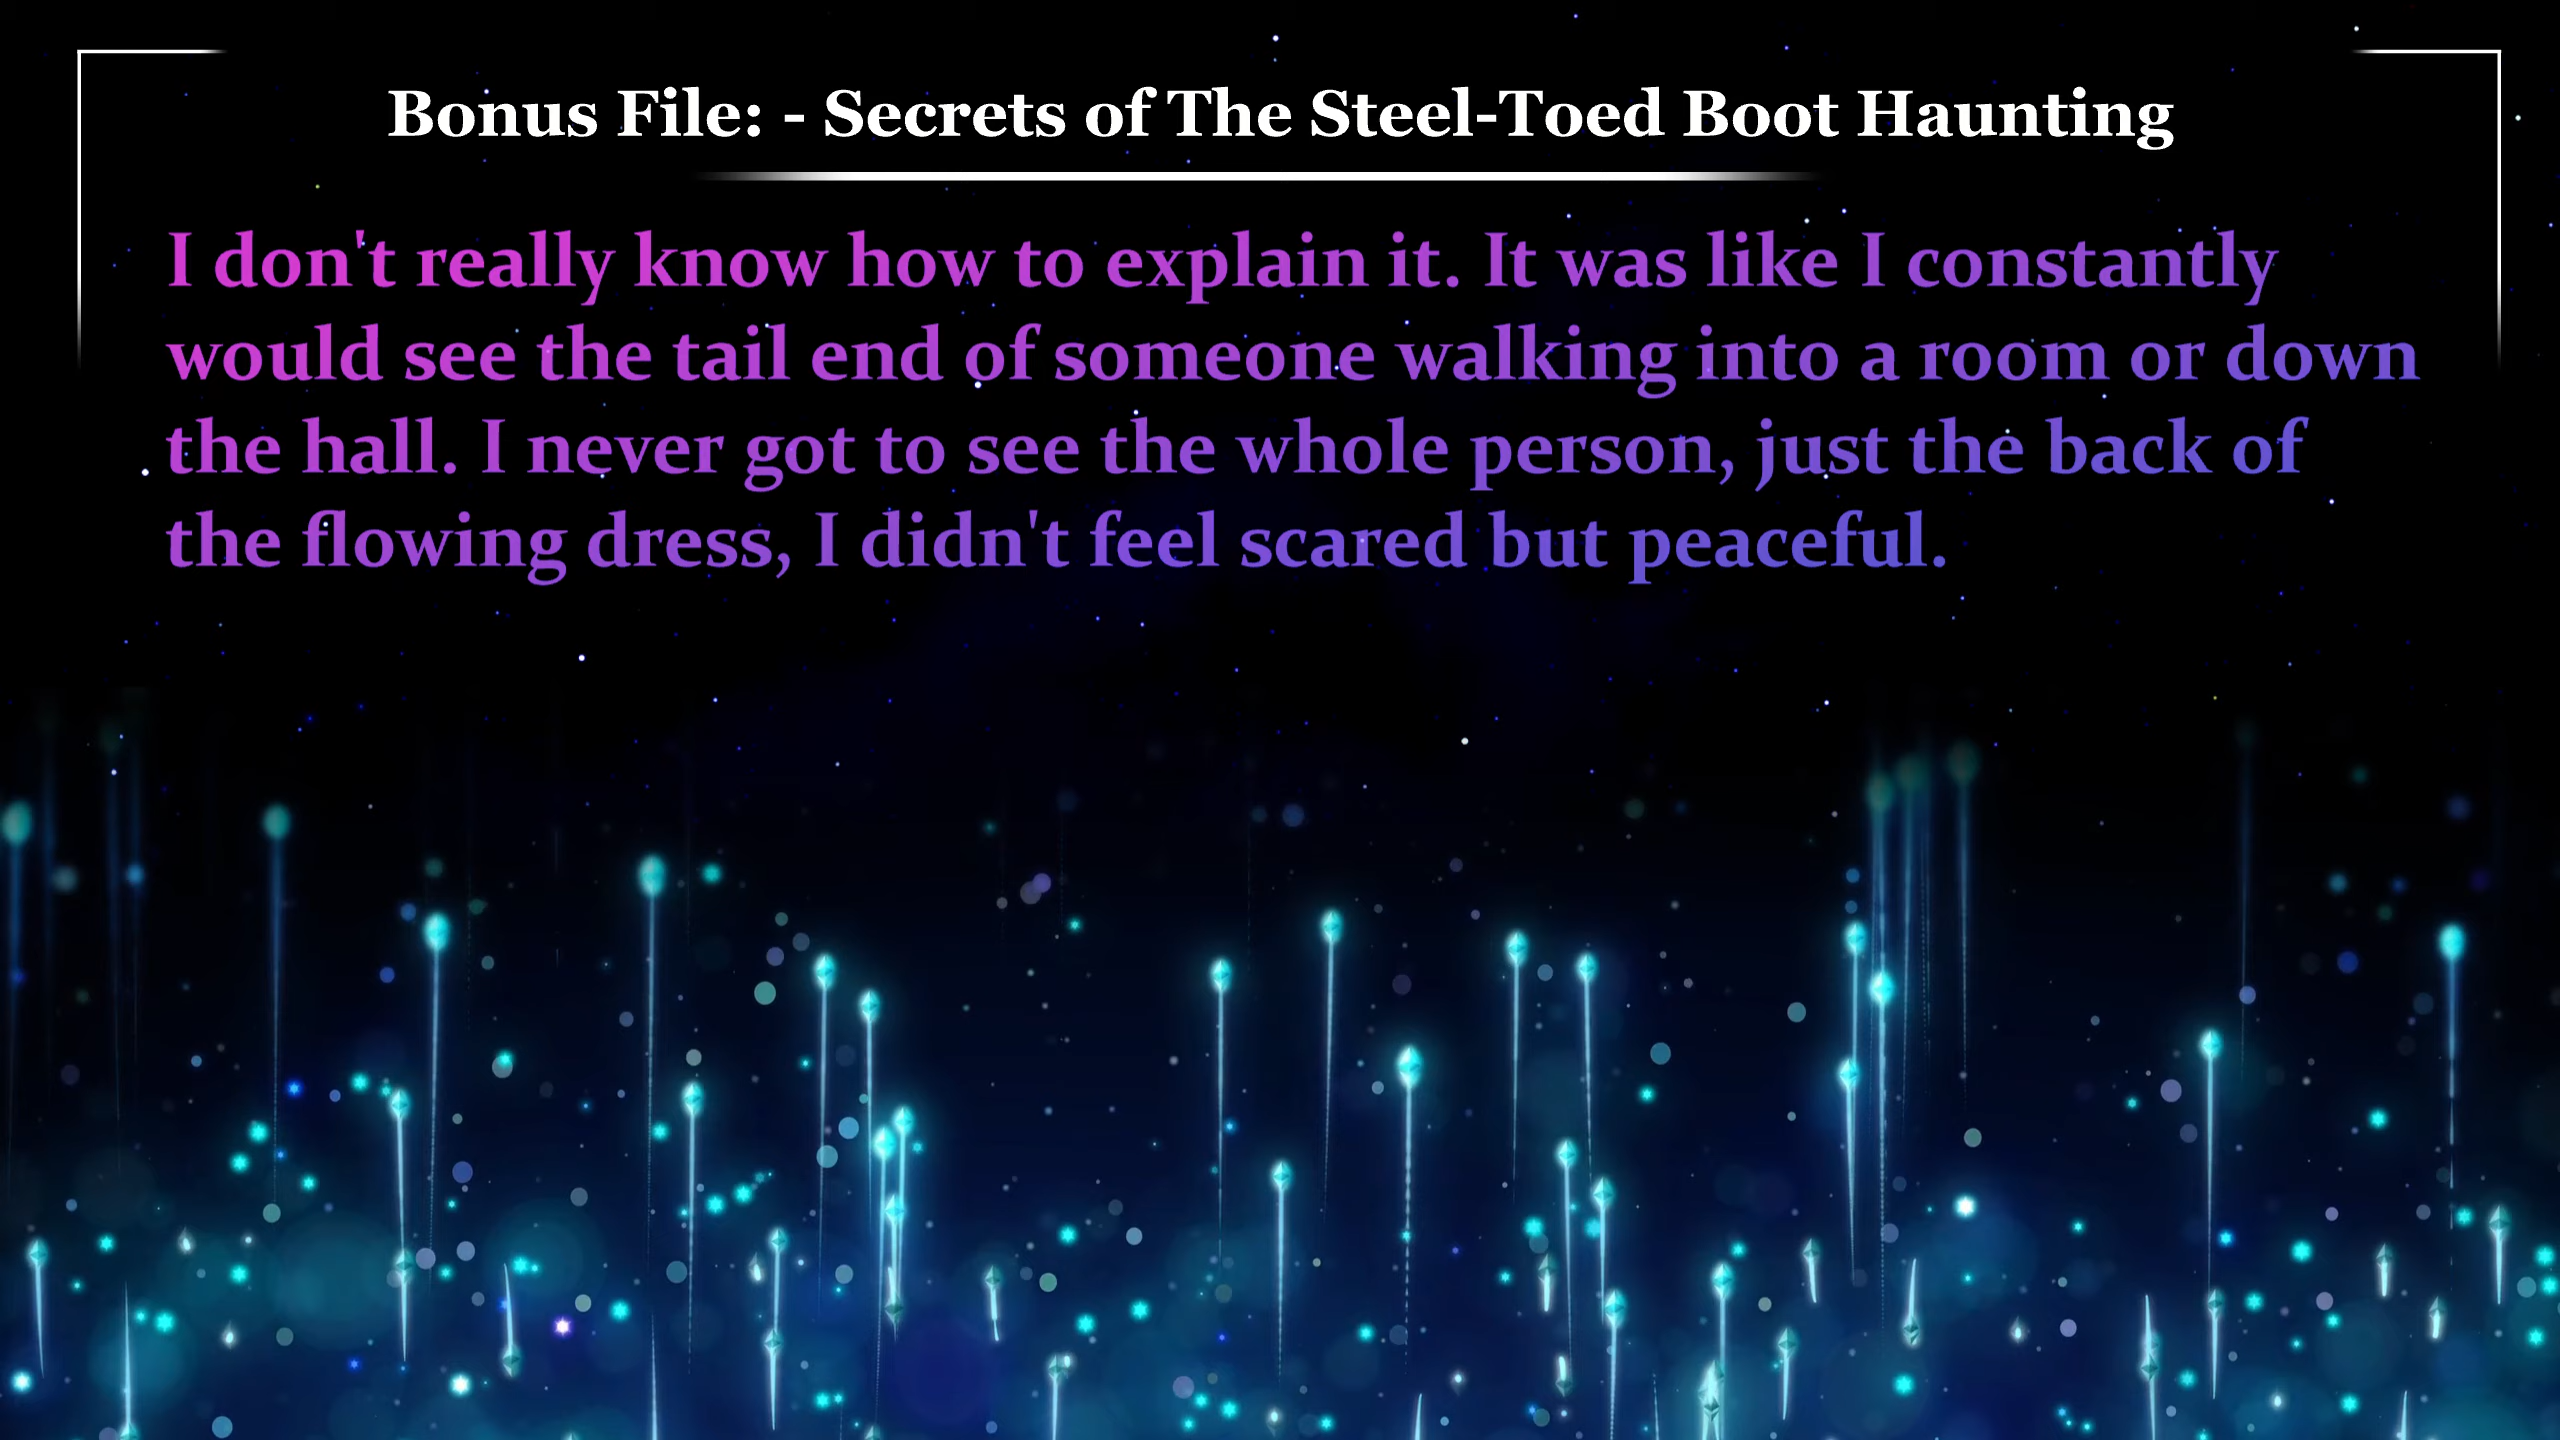 Bonus File: - Secrets of The Steel-Toed Boot Haunting
I don't really know how to explain it. It was like I constantly
would see the tail end of someone walking into a room or down
the hall. I never got to see the whole person, just the back of
the flowing dress, I didn't feel scared but peaceful.